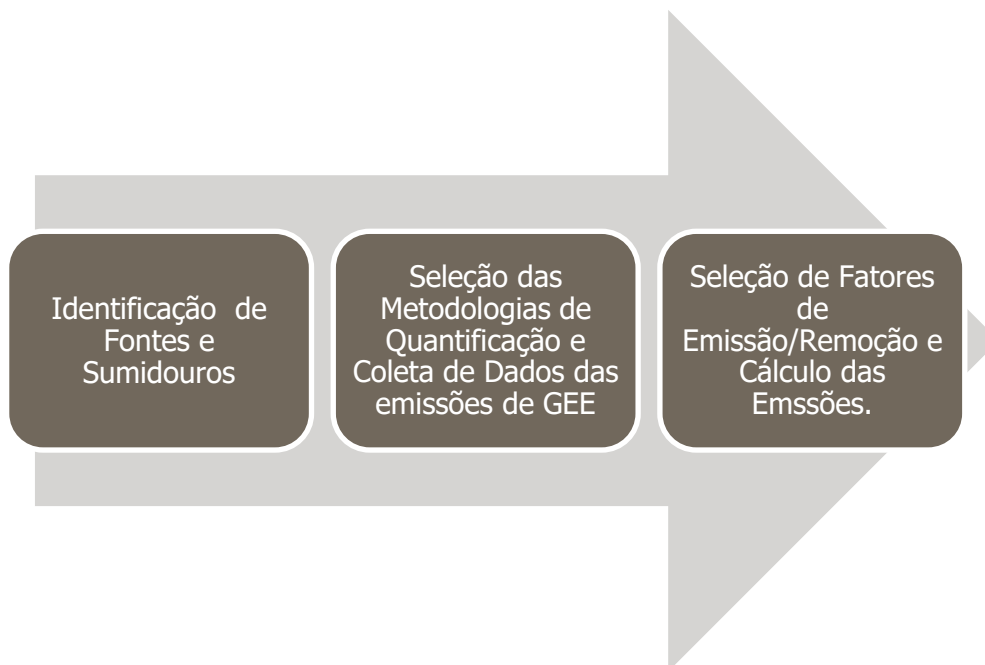 Identificação  de
Fontes e
Sumidouros
Seleção das
Metodologias de
Quantificação e
Coleta de Dados das
emissões de GEE
Seleção de Fatores
de
Emissão/Remoção e
Cálculo das
Emssões.